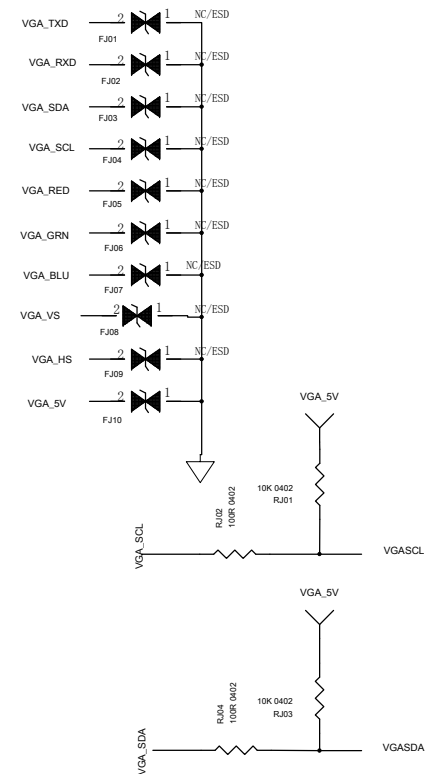 VGA_TXD 2 1 NC/ESD
FJ01
VGA_RXD 2 1 NC/ESD
FJ02
VGA_SDA 2 1 NC/ESD
FJ03
VGA_SCL 2 1 NC/ESD
FJ04
VGA_RED 2 1 NC/ESD
FJ05
VGA_GRN 2 1 NC/ESD
FJ06
VGA_BLU 2 1 NC/ESD
FJ07
VGA_VS 2 1 NC/ESD
FJ08
VGA_HS 2 1 NC/ESD
FJ09
VGA_5V 2 1
FJ10
VGA_5V
10K 0402
RJ01
RJ02
100R 0402
VGA_SCL
VGASCL
VGA_5V
10K 0402
RJ03
RJ04
100R 0402
VGA_SDA
VGASDA